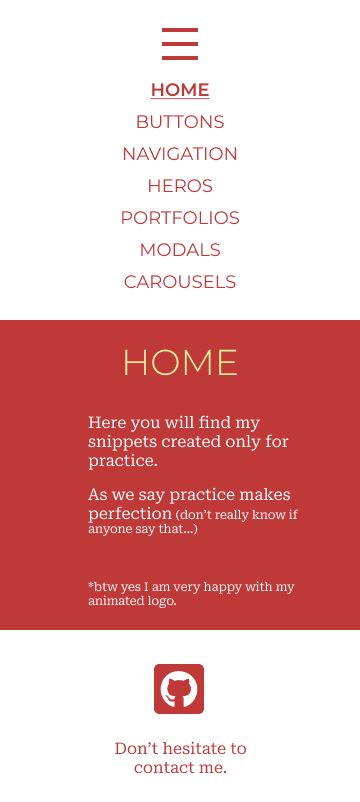 HOME
BUTTONS
NAVIGATION
HEROS
PORTFOLIOS
MODALS
CAROUSELS
HOME
Here you will find my
snippets created only for
practice.
As we say practice makes
perfection (don’t really know if
anyone say that...)
*btw yes I am very happy with my
animated logo.
Don’t hesitate to
contact me.